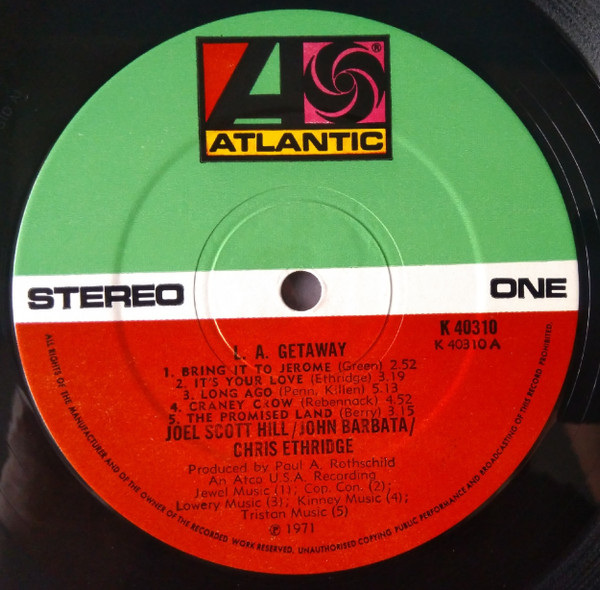 ®
ATLANTIC
STEREO
ONE
K 40310
K 40310 A
L. A. GETAWAY
1. BRING IT TO JEROME (Green) 2.52
2. IT'S YOUR LOVE (Ethridge) 3.19
3. LONG AGO (Penn, Killen) 5.13
4. CRANEY CROW (Rebennack) 4.52
5. THE PROMISED LAND (Berry) 3.15
JOEL SCOTT HILL/JOHN BARBATA/
CHRIS ETHRIDGE
Produced by Paul A. Rothschild
An Atco U.S.A. Recording
Jewel Music (1); Cop. Con. (2);
Lowery Music (3); Kinney Music (4);
Tristan Music (5)
℗ 1971
ALL RIGHTS OF THE MANUFACTURER AND OF THE OWNER OF THE RECORDED WORK RESERVED. UNAUTHORISED COPYING PUBLIC PERFORMANCE AND BROADCASTING OF THIS RECORD PROHIBITED.